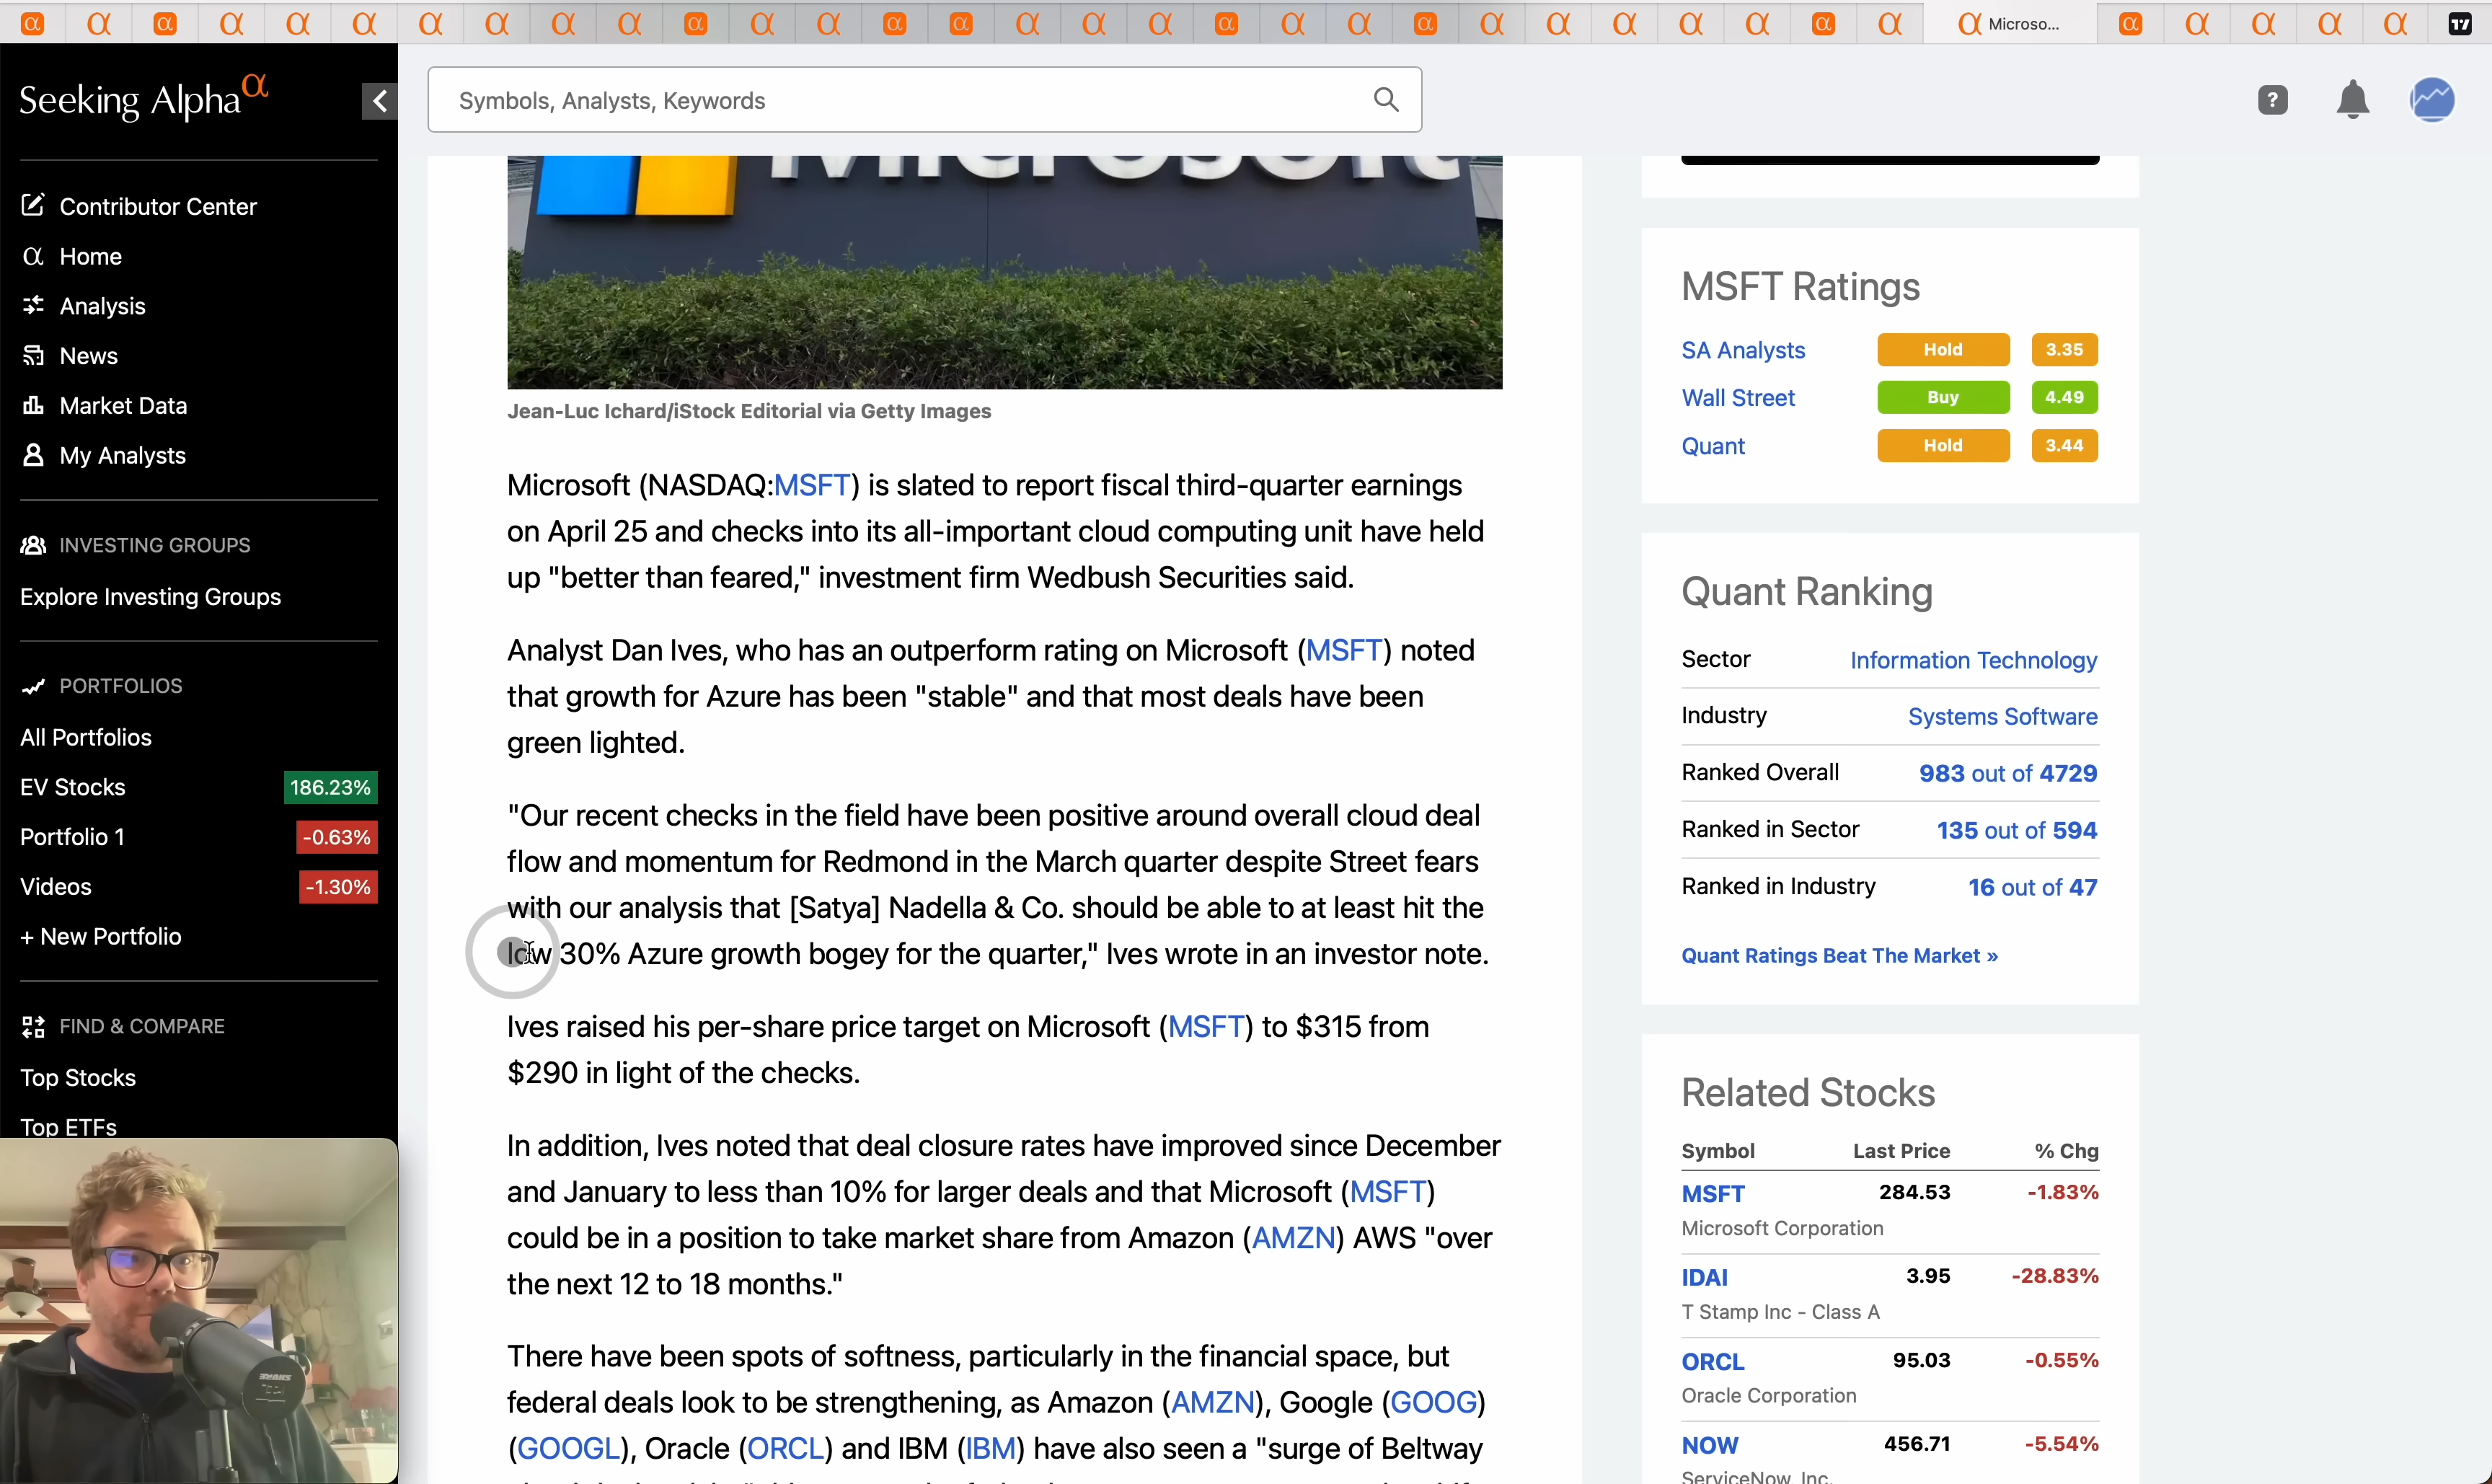 Microso...
Seeking Alpha α
Symbols, Analysts, Keywords
?
Contributor Center
Home
Analysis
News
Market Data
My Analysts
INVESTING GROUPS
Explore Investing Groups
PORTFOLIOS
All Portfolios
EV Stocks 186.23%
Portfolio 1 -0.63%
Videos -1.30%
+ New Portfolio
FIND & COMPARE
Top Stocks
Top ETFs
Microsoft
Jean-Luc Ichard/iStock Editorial via Getty Images
Microsoft (NASDAQ:MSFT) is slated to report fiscal third-quarter earnings
on April 25 and checks into its all-important cloud computing unit have held
up "better than feared," investment firm Wedbush Securities said.
Analyst Dan Ives, who has an outperform rating on Microsoft (MSFT) noted
that growth for Azure has been "stable" and that most deals have been
green lighted.
"Our recent checks in the field have been positive around overall cloud deal
flow and momentum for Redmond in the March quarter despite Street fears
with our analysis that [Satya] Nadella & Co. should be able to at least hit the
low 30% Azure growth bogey for the quarter," Ives wrote in an investor note.
Ives raised his per-share price target on Microsoft (MSFT) to $315 from
$290 in light of the checks.
In addition, Ives noted that deal closure rates have improved since December
and January to less than 10% for larger deals and that Microsoft (MSFT)
could be in a position to take market share from Amazon (AMZN) AWS "over
the next 12 to 18 months."
There have been spots of softness, particularly in the financial space, but
federal deals look to be strengthening, as Amazon (AMZN), Google (GOOG)
(GOOGL), Oracle (ORCL) and IBM (IBM) have also seen a "surge of Beltway
MSFT Ratings
SA Analysts Hold 3.35
Wall Street Buy 4.49
Quant Hold 3.44
Quant Ranking
Sector Information Technology
Industry Systems Software
Ranked Overall 983 out of 4729
Ranked in Sector 135 out of 594
Ranked in Industry 16 out of 47
Quant Ratings Beat The Market »
Related Stocks
Symbol Last Price % Chg
MSFT 284.53 -1.83%
Microsoft Corporation
IDAI 3.95 -28.83%
T Stamp Inc - Class A
ORCL 95.03 -0.55%
Oracle Corporation
NOW 456.71 -5.54%
ServiceNow, Inc.